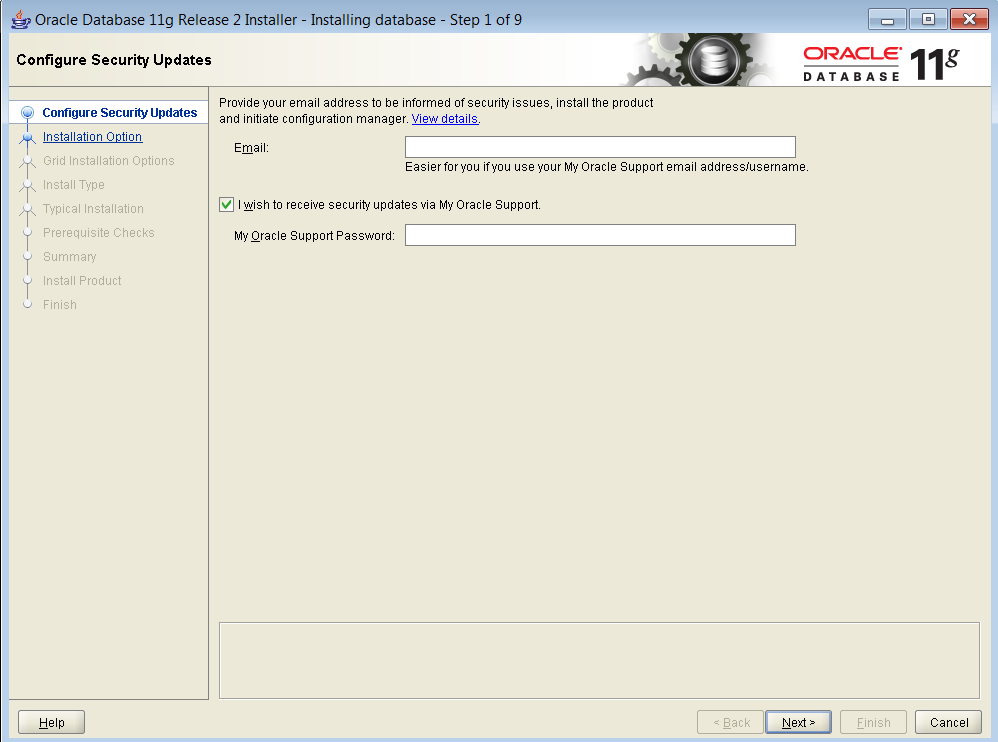 Oracle Database 11g Release 2 Installer - Installing database - Step 1 of 9
Configure Security Updates
ORACLE®
DATABASE
11g
Configure Security Updates
Installation Option
Grid Installation Options
Install Type
Typical Installation
Prerequisite Checks
Summary
Install Product
Finish
Provide your email address to be informed of security issues, install the product
and initiate configuration manager. View details.
Email:
Easier for you if you use your My Oracle Support email address/username.
I wish to receive security updates via My Oracle Support.
My Oracle Support Password:
Help
< Back
Next >
Finish
Cancel